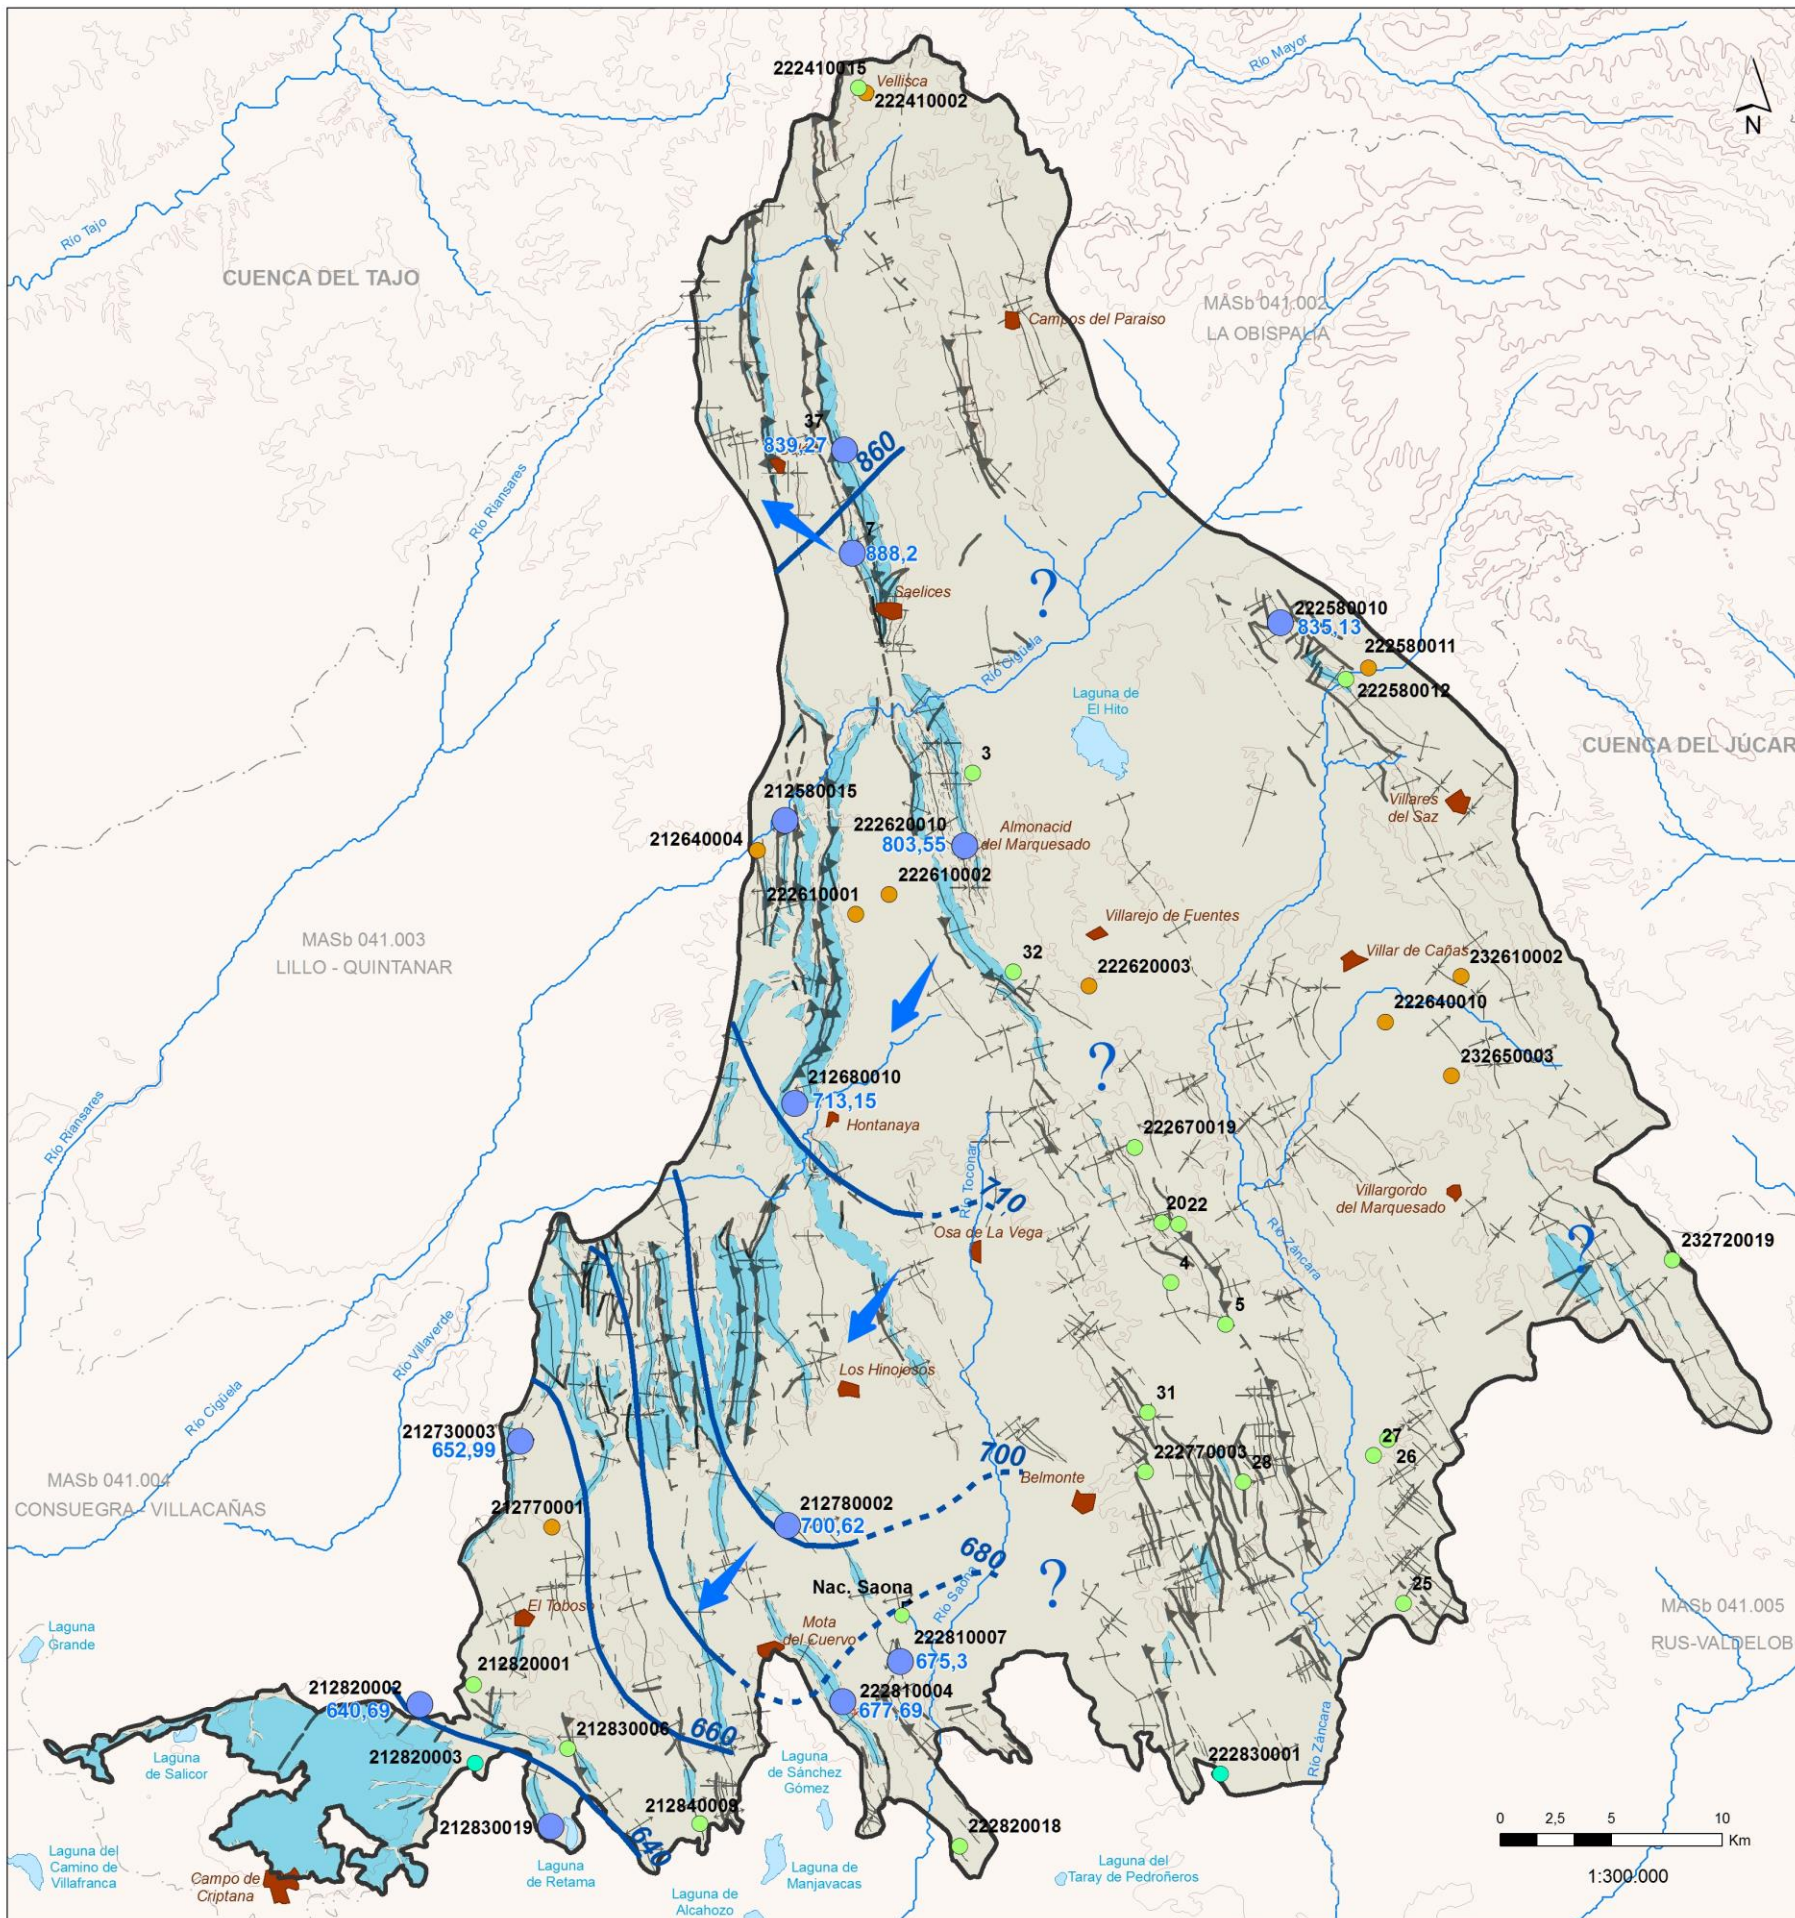 222410015
Vellisca
222410002
Río Mayor
N
Río Tajo
CUENCA DEL TAJO
MASb 041.002
LA OBISPALÍA
Campos del Paraiso
37
839,27
860
Río Riansares
7
888,2
?
Saelices
222580010
835,13
222580011
222580012
Río Cigüela
Laguna de
El Hito
CUENCA DEL JÚCAR
3
212580015
Villares
del Saz
222620010
803,55
Almonacid
del Marquesado
212640004
222610002
222610001
Villarejo de Fuentes
MASb 041.003
LILLO - QUINTANAR
Villar de Cañas
32
222620003
232610002
222640010
?
232650003
212680010
713,15
Hontanaya
Río Riansares
222670019
Río Toconar
710
Villargordo
del Marquesado
2022
Osa de La Vega
Río Záncara
?
232720019
4
5
Río Villaverde
Los Hinojosos
Río Cigüela
31
212730003
652,99
27
26
700
222770003
28
Belmonte
MASb 041.004
CONSUEGRA - VILLACAÑAS
212770001
212780002
700,62
680
?
Nac. Saona
Río Saona
25
El Toboso
MASb 041.005
RUS-VALDELOB
Laguna
Grande
Mota
del Cuervo
222810007
675,3
212820001
212820002
640,69
222810004
677,69
660
212830006
Laguna
de Salicor
212820003
Laguna
de Sánchez
Gómez
222830001
Río Záncara
212830019
212840009
640
222820018
0 2,5 5 10
Km
1:300.000
Laguna del
Camino de
Villafranca
Campo de
Criptana
Laguna
de Retama
Laguna de
Manjavacas
Laguna del
Taray de Pedroñeros
Laguna de
Alcahozo